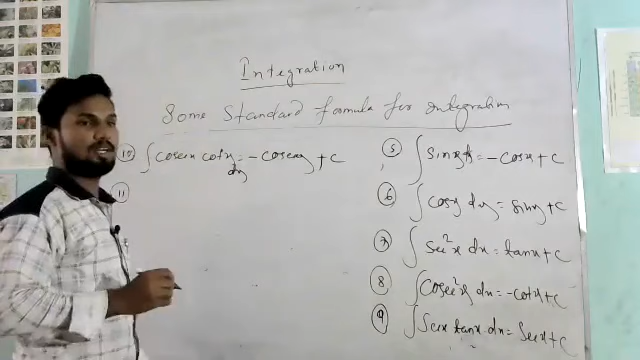 Integration
Some Standard formula for integration
10 ∫ cosecx cotx dx = -cosecx + c
11
5 ∫ sinx dx = -cosx + c
6 ∫ cosx dx = sinx + c
7 ∫ sec²x dx = tanx + c
8 ∫ cosec²x dx = -cotx + c
9 ∫ secx tanx dx = secx + c